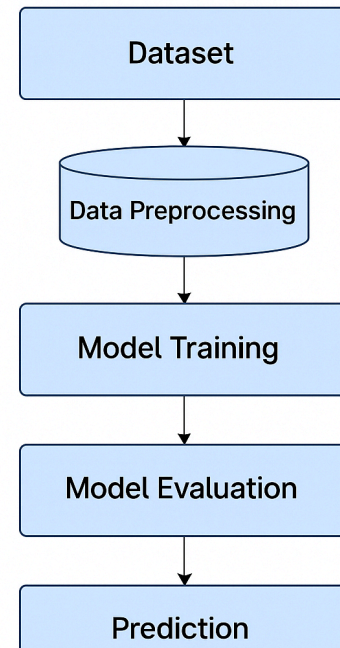 Dataset
Data Preprocessing
Model Training
Model Evaluation
Prediction